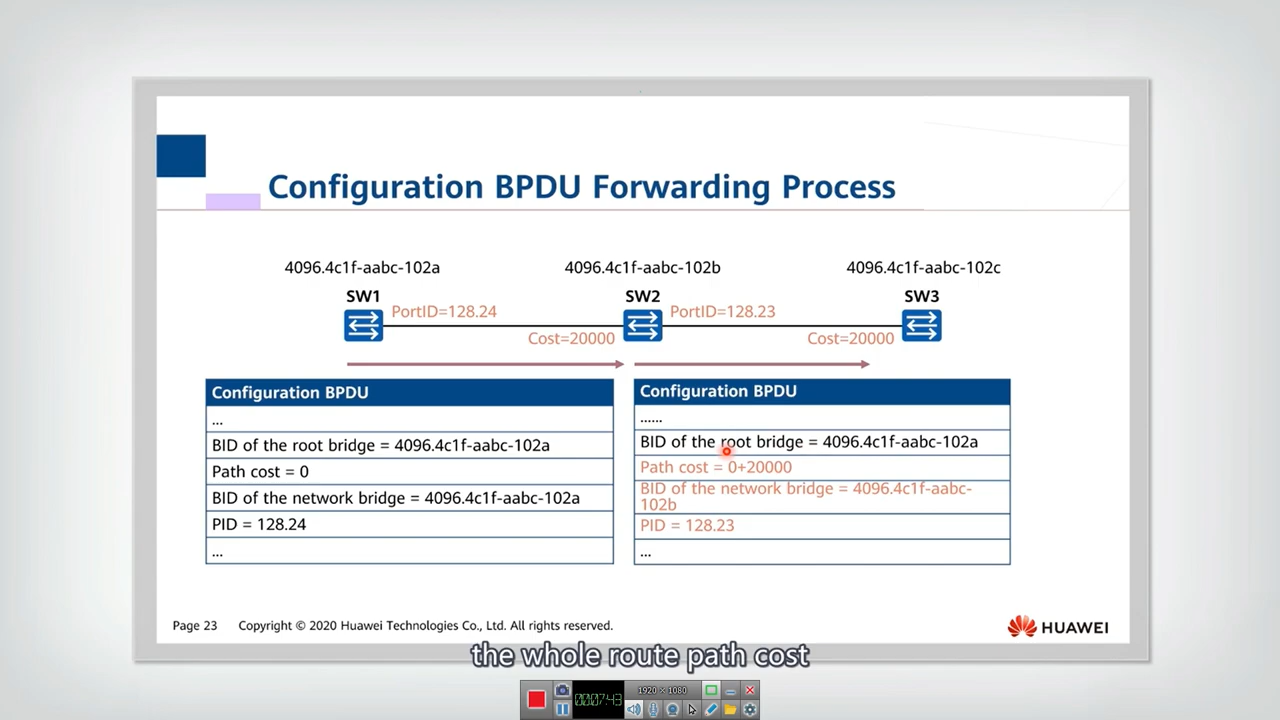 Configuration BPDU Forwarding Process
4096.4c1f-aabc-102a
4096.4c1f-aabc-102b
4096.4c1f-aabc-102c
SW1
SW2
SW3
PortID=128.24
PortID=128.23
Cost=20000
Cost=20000
Configuration BPDU
...
BID of the root bridge = 4096.4c1f-aabc-102a
Path cost = 0
BID of the network bridge = 4096.4c1f-aabc-102a
PID = 128.24
...
Configuration BPDU
......
BID of the root bridge = 4096.4c1f-aabc-102a
Path cost = 0+20000
BID of the network bridge = 4096.4c1f-aabc-
102b
PID = 128.23
...
Page 23
Copyright © 2020 Huawei Technologies Co., Ltd. All rights reserved.
HUAWEI
the whole route path cost
1920 × 1080
00:07:43